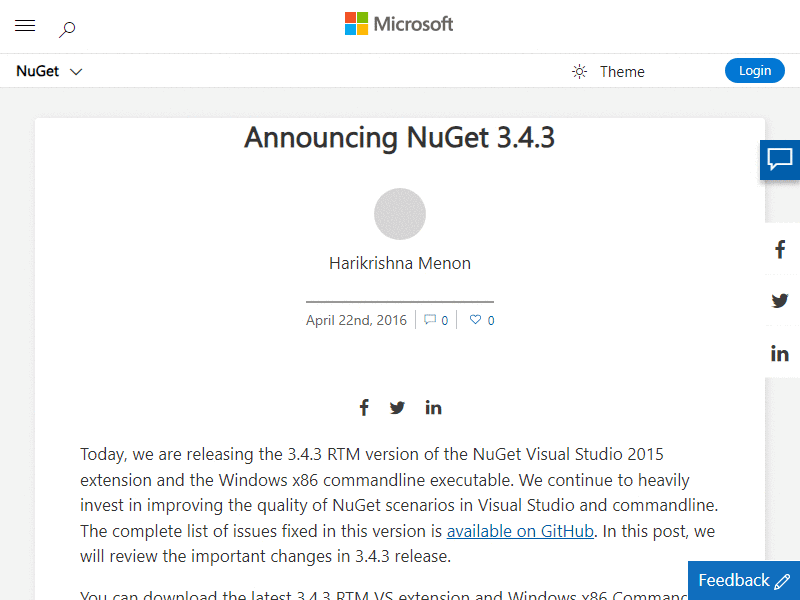 Microsoft
NuGet
Theme
Login
Announcing NuGet 3.4.3
Harikrishna Menon
April 22nd, 2016
0
0
Today, we are releasing the 3.4.3 RTM version of the NuGet Visual Studio 2015
extension and the Windows x86 commandline executable. We continue to heavily
invest in improving the quality of NuGet scenarios in Visual Studio and commandline.
The complete list of issues fixed in this version is available on GitHub. In this post, we
will review the important changes in 3.4.3 release.
You can download the latest 3.4.3 RTM VS extension and Windows x86
Feedback